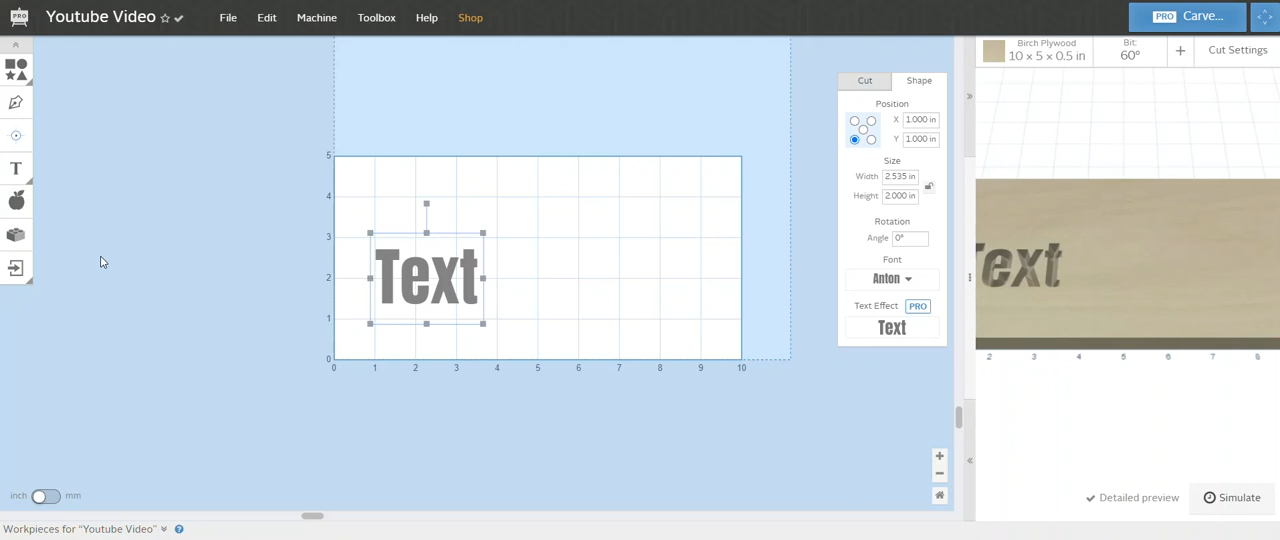 PRO
Youtube Video
File
Edit
Machine
Toolbox
Help
Shop
PRO Carve...
Birch Plywood
10 × 5 × 0.5 in
Bit:
60°
+
Cut Settings
Cut
Shape
Position
X 1.000 in
Y 1.000 in
Size
Width 2.535 in
Height 2.000 in
Rotation
Angle 0°
Font
Anton
Text Effect PRO
Text
T
5
4
3
2
1
0
0 1 2 3 4 5 6 7 8 9 10
Text
Text
2 3 4 5 6 7 8
inch mm
Detailed preview
Simulate
Workpieces for “Youtube Video” ?